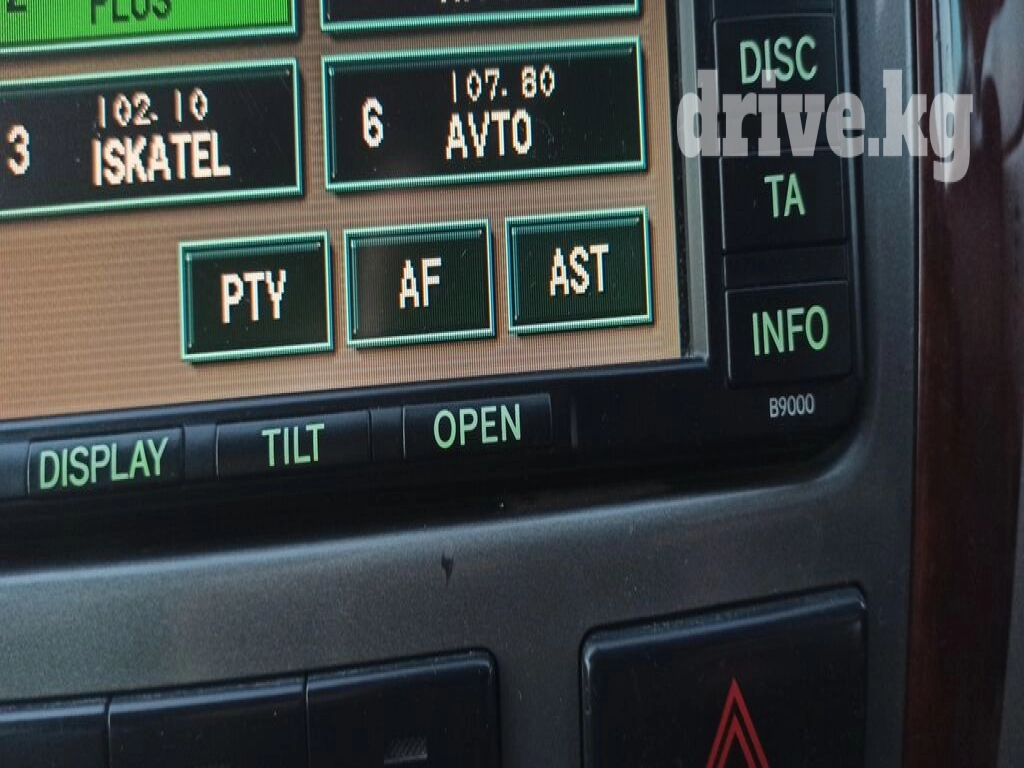 2 PLUS
3 102.10
ISKATEL
6 107.80
AVTO
PTY AF AST
DISC
drive.kg
TA
INFO
B9000
DISPLAY TILT OPEN